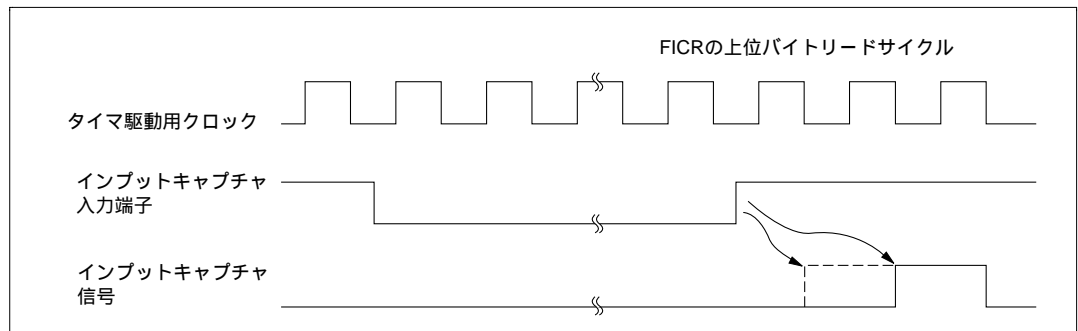 FICRの上位バイトリードサイクル
タイマ駆動用クロック
インプットキャプチャ
入力端子
インプットキャプチャ
信号